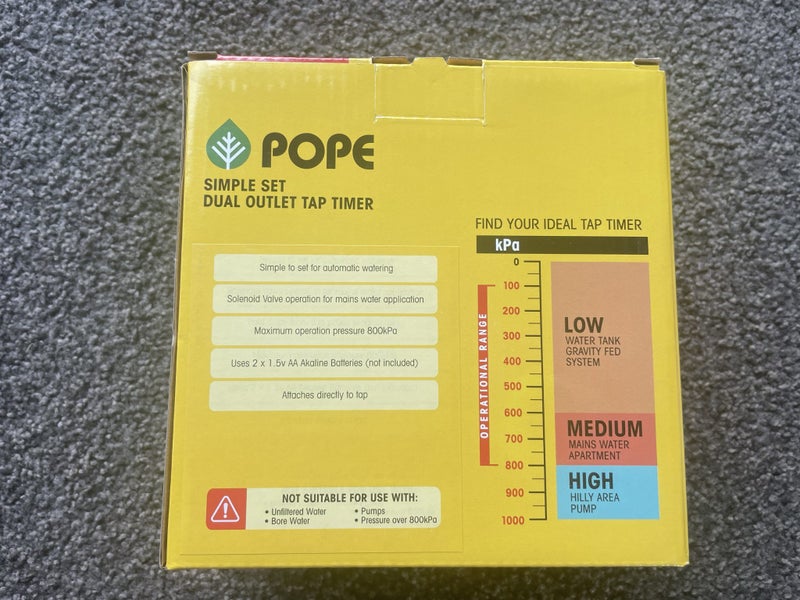 POPE
SIMPLE SET
DUAL OUTLET TAP TIMER
Simple to set for automatic watering
Solenoid Valve operation for mains water application
Maximum operation pressure 800kPa
Uses 2 x 1.5v AA Akaline Batteries (not included)
Attaches directly to tap
NOT SUITABLE FOR USE WITH:
• Unfiltered Water
• Bore Water
• Pumps
• Pressure over 800kPa
FIND YOUR IDEAL TAP TIMER
kPa
0
100
200
300
400
500
600
700
800
900
1000
OPERATIONAL RANGE
LOW
WATER TANK
GRAVITY FED
SYSTEM
MEDIUM
MAINS WATER
APARTMENT
HIGH
HILLY AREA
PUMP